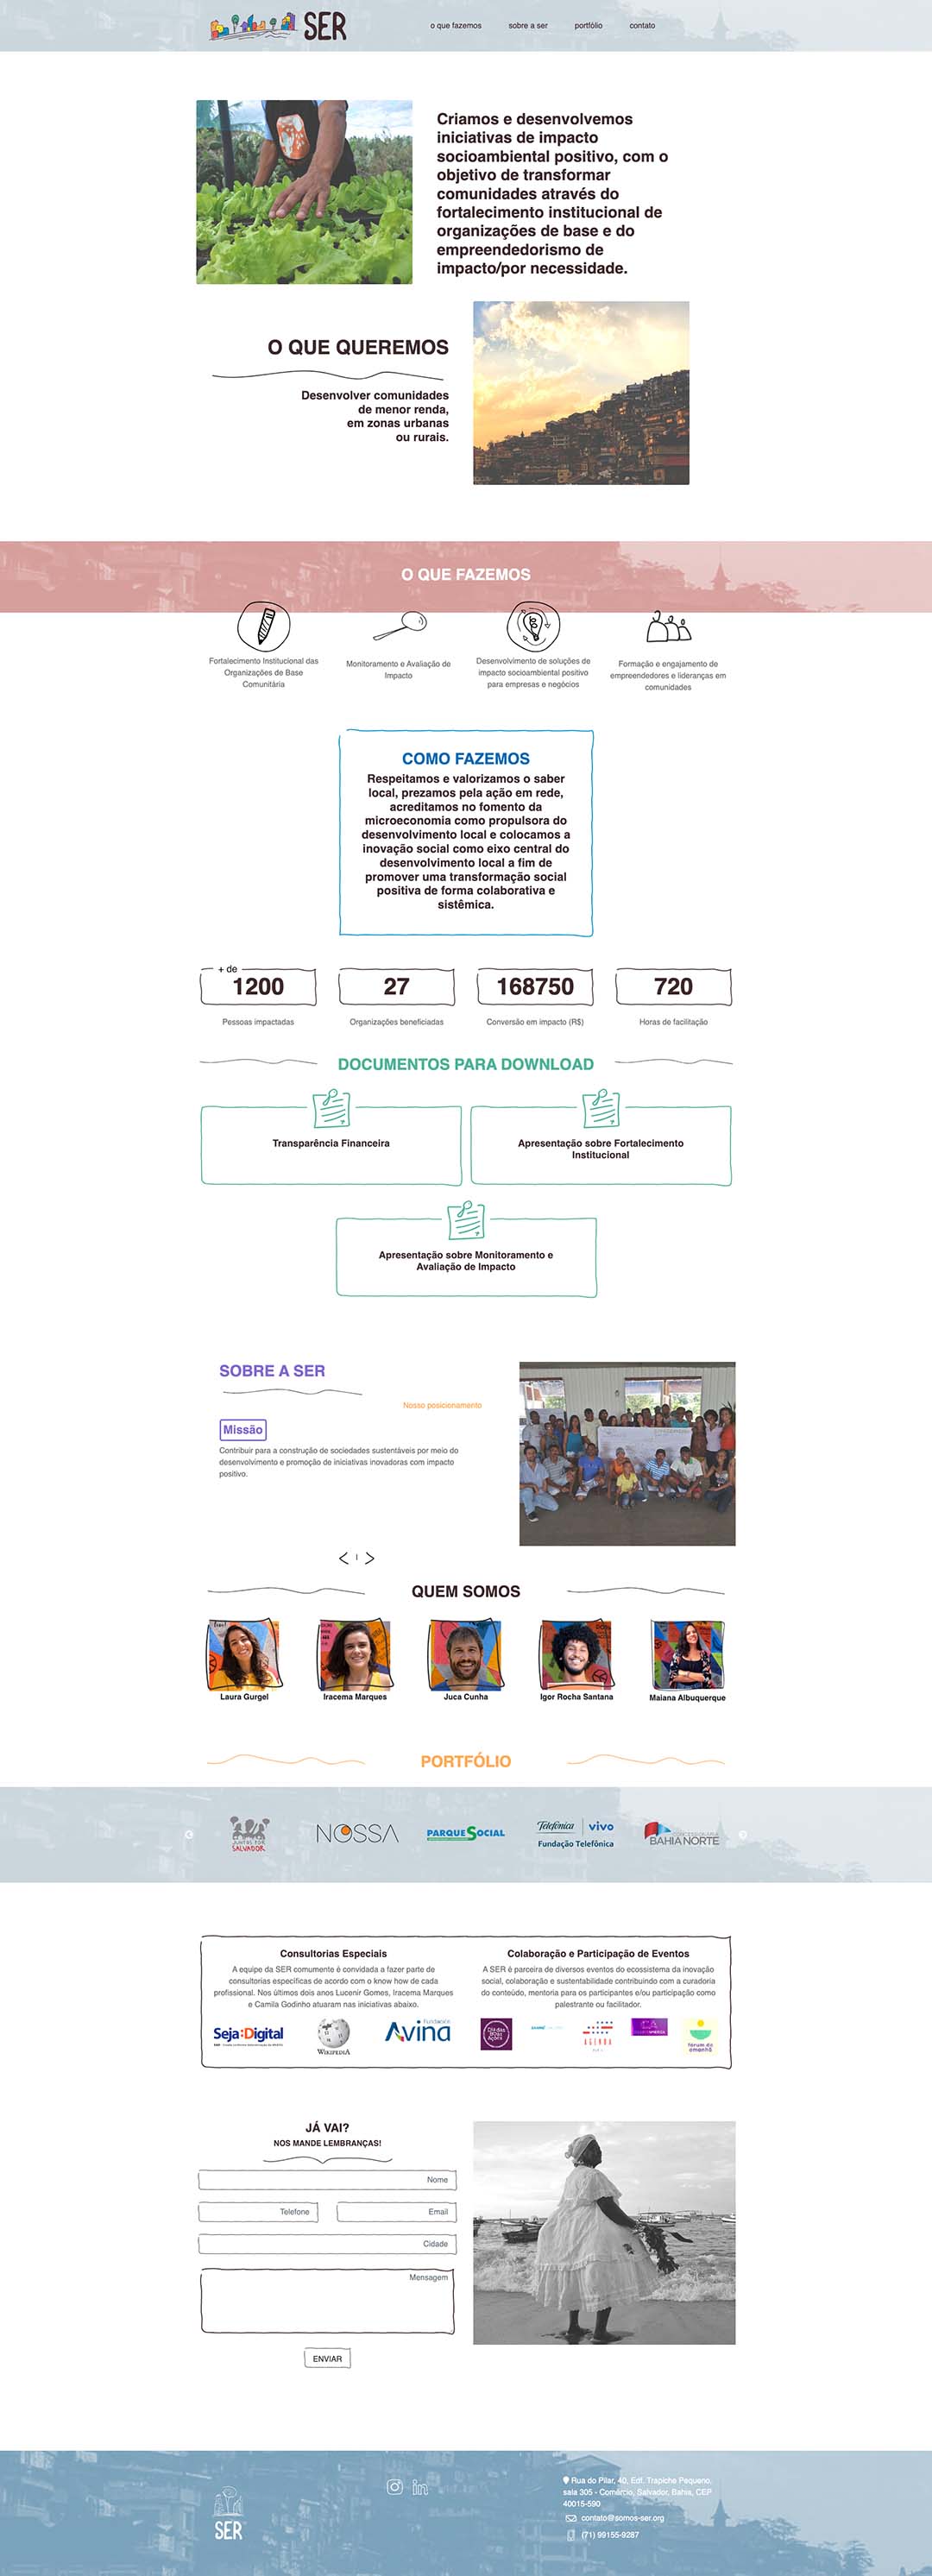 SER
o que fazemos
sobre a ser
portfólio
contato
Criamos e desenvolvemos
iniciativas de impacto
socioambiental positivo, com o
objetivo de transformar
comunidades através do
fortalecimento institucional de
organizações de base e do
empreendedorismo de
impacto/por necessidade.
O QUE QUEREMOS
Desenvolver comunidades
de menor renda,
em zonas urbanas
ou rurais.
O QUE FAZEMOS
Fortalecimento Institucional das
Organizações de Base
Comunitária
Monitoramento e Avaliação de
Impacto
Desenvolvimento de soluções de
impacto socioambiental positivo
para empresas e negócios
Formação e engajamento de
empreendedores e lideranças em
comunidades
COMO FAZEMOS
Respeitamos e valorizamos o saber
local, prezamos pela ação em rede,
acreditamos no fomento da
microeconomia como propulsora do
desenvolvimento local e colocamos a
inovação social como eixo central do
desenvolvimento local a fim de
promover uma transformação social
positiva de forma colaborativa e
sistêmica.
+ de
1200
Pessoas impactadas
27
Organizações beneficiadas
168750
Conversão em impacto (R$)
720
Horas de facilitação
DOCUMENTOS PARA DOWNLOAD
Transparência Financeira
Apresentação sobre Fortalecimento
Institucional
Apresentação sobre Monitoramento e
Avaliação de Impacto
SOBRE A SER
Nosso posicionamento
Missão
Contribuir para a construção de sociedades sustentáveis por meio do
desenvolvimento e promoção de iniciativas inovadoras com impacto
positivo.
< | >
QUEM SOMOS
Laura Gurgel
Iracema Marques
Juca Cunha
Igor Rocha Santana
Maiana Albuquerque
PORTFÓLIO
JUNTOS POR
SALVADOR
NOSSA
PARQUE SOCIAL
Telefônica vivo
Fundação Telefônica
CONCESSIONÁRIA
BAHIA NORTE
Consultorias Especiais
A equipe da SER comumente é convidada a fazer parte de
consultorias específicas de acordo com o know how de cada
profissional. Nos últimos dois anos Lucenir Gomes, Iracema Marques
e Camila Godinho atuaram nas iniciativas abaixo.
Seja:Digital
WIKIPEDIA
Fundación
Avina
Colaboração e Participação de Eventos
A SER é parceira de diversos eventos do ecossistema da inovação
social, colaboração e sustentabilidade contribuindo com a curadoria
do conteúdo, mentoria para os participantes e/ou participação como
palestrante ou facilitador.
Dia das
Boas
Ações
AGENDA
fórum do
amanhã
JÁ VAI?
NOS MANDE LEMBRANÇAS!
Nome
Telefone
Email
Cidade
Mensagem
ENVIAR
SER
in
Rua do Pilar, 40, Edf. Trapiche Pequeno,
sala 305 - Comércio, Salvador, Bahia, CEP
40015-590
contato@somos-ser.org
(71) 99155-9287